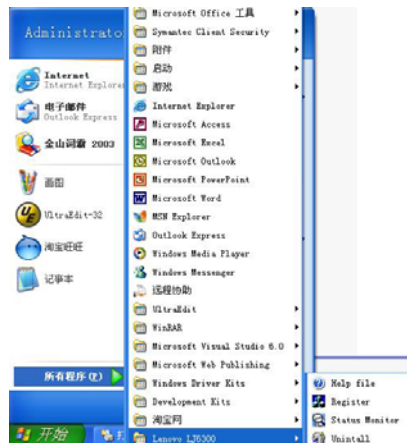 Administrato
Internet
Internet Explore
电子邮件
Outlook Express
金山词霸 2003
画图
UltraEdit-32
淘宝旺旺
记事本
所有程序(P)
开始
Microsoft Office 工具
Symantec Client Security
附件
启动
游戏
Internet Explorer
Microsoft Access
Microsoft Excel
Microsoft Outlook
Microsoft PowerPoint
Microsoft Word
MSN Explorer
Outlook Express
Windows Media Player
Windows Messenger
远程协助
UltraEdit
WinRAR
Microsoft Visual Studio 6.0
Microsoft Web Publishing
Windows Driver Kits
Development Kits
淘宝网
Lenovo LJ6300
Help file
Register
Status Monitor
Unintall